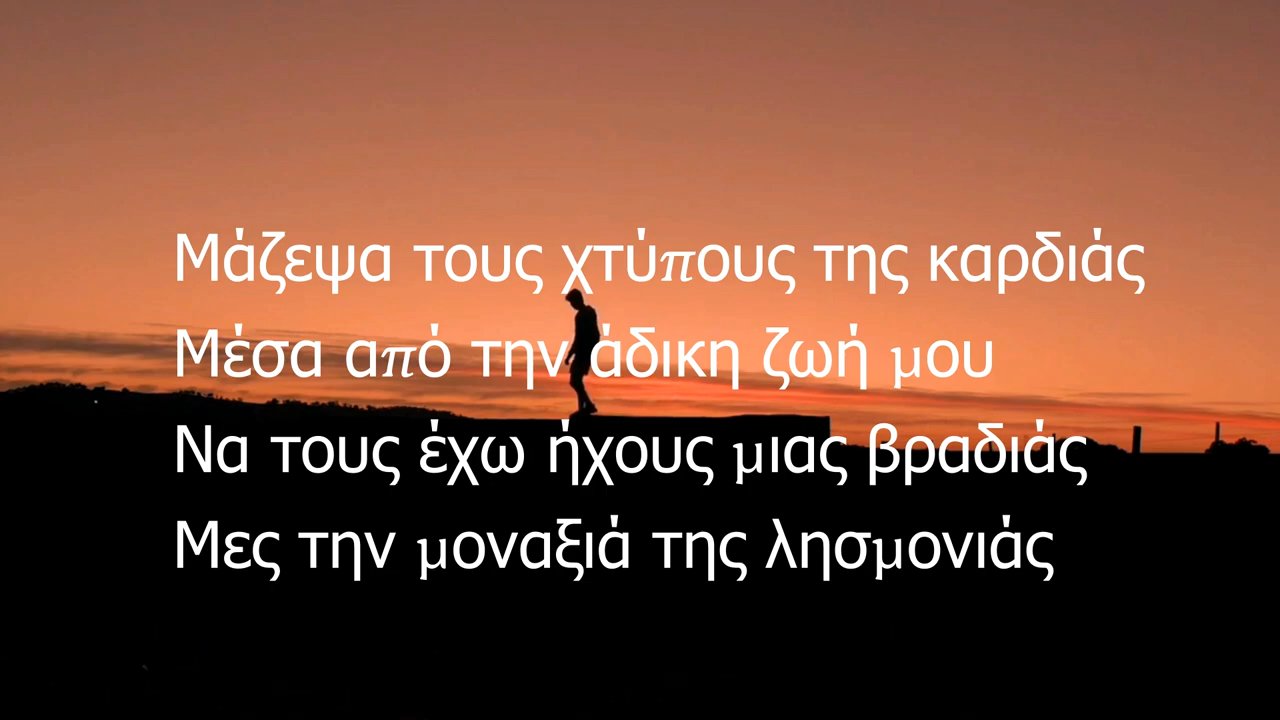 Μάζεψα τους χτύπους της καρδιάς
Μέσα από την άδικη ζωή μου
Να τους έχω ήχους μιας βραδιάς
Μες την μοναξιά της λησμονιάς